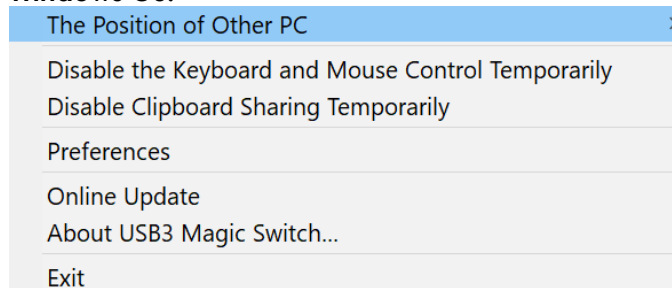 The Position of Other PC
Disable the Keyboard and Mouse Control Temporarily
Disable Clipboard Sharing Temporarily
Preferences
Online Update
About USB3 Magic Switch...
Exit